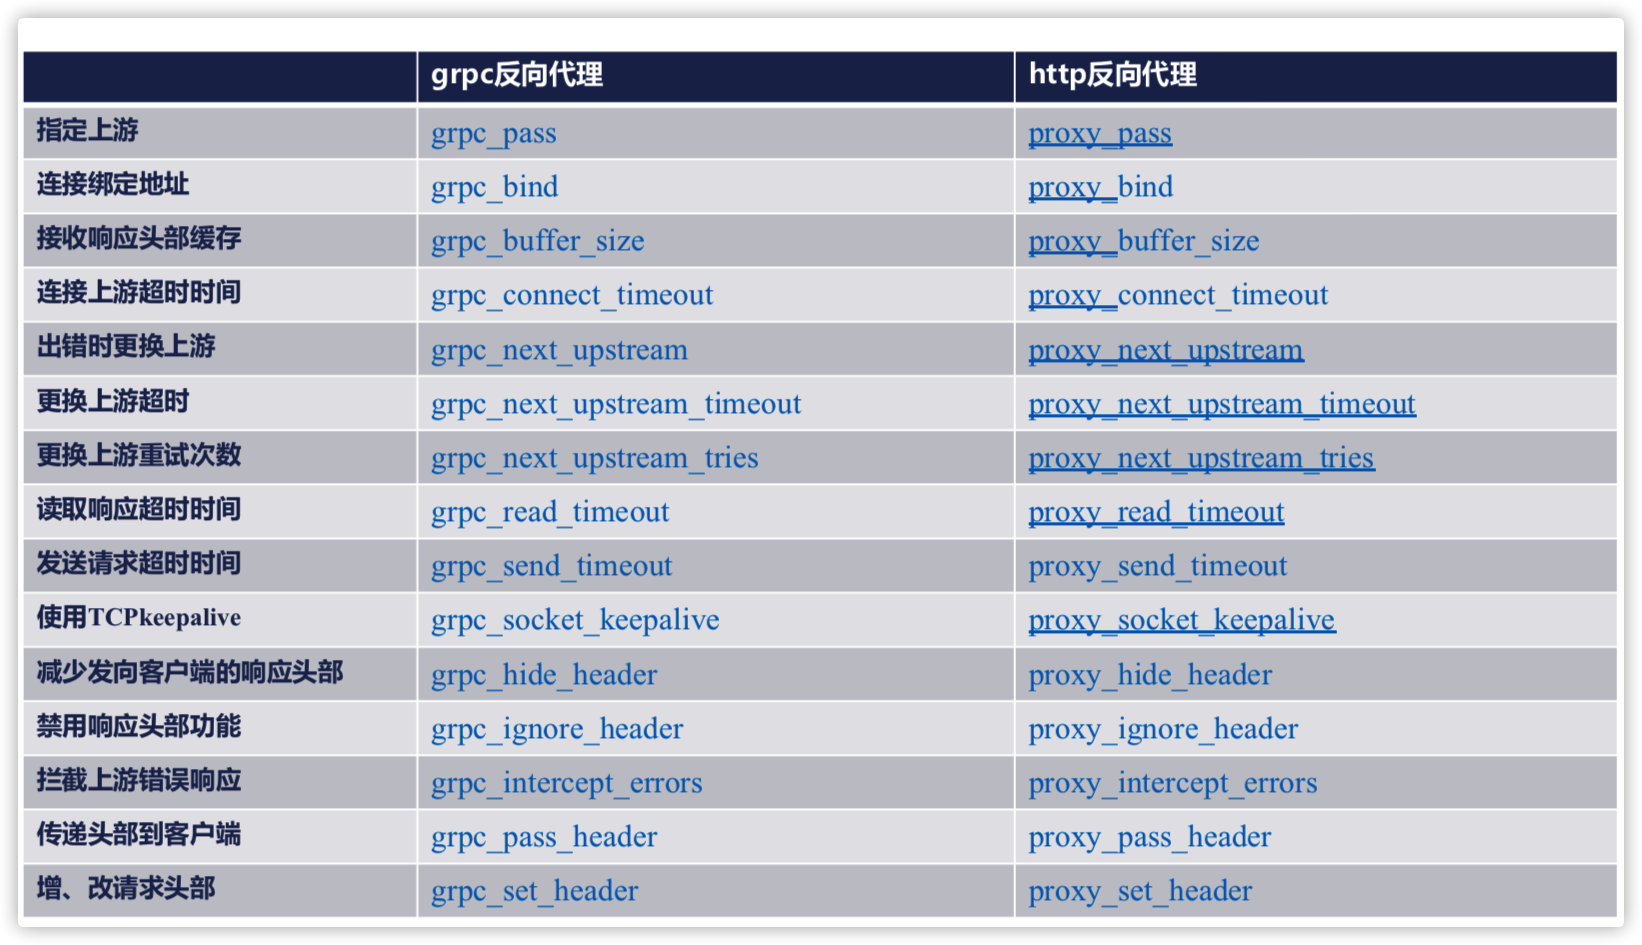 grpc反向代理 http反向代理
指定上游 grpc_pass proxy_pass
连接绑定地址 grpc_bind proxy_bind
接收响应头部缓存 grpc_buffer_size proxy_buffer_size
连接上游超时时间 grpc_connect_timeout proxy_connect_timeout
出错时更换上游 grpc_next_upstream proxy_next_upstream
更换上游超时 grpc_next_upstream_timeout proxy_next_upstream_timeout
更换上游重试次数 grpc_next_upstream_tries proxy_next_upstream_tries
读取响应超时时间 grpc_read_timeout proxy_read_timeout
发送请求超时时间 grpc_send_timeout proxy_send_timeout
使用TCPkeepalive grpc_socket_keepalive proxy_socket_keepalive
减少发向客户端的响应头部 grpc_hide_header proxy_hide_header
禁用响应头部功能 grpc_ignore_header proxy_ignore_header
拦截上游错误响应 grpc_intercept_errors proxy_intercept_errors
传递头部到客户端 grpc_pass_header proxy_pass_header
增、改请求头部 grpc_set_header proxy_set_header